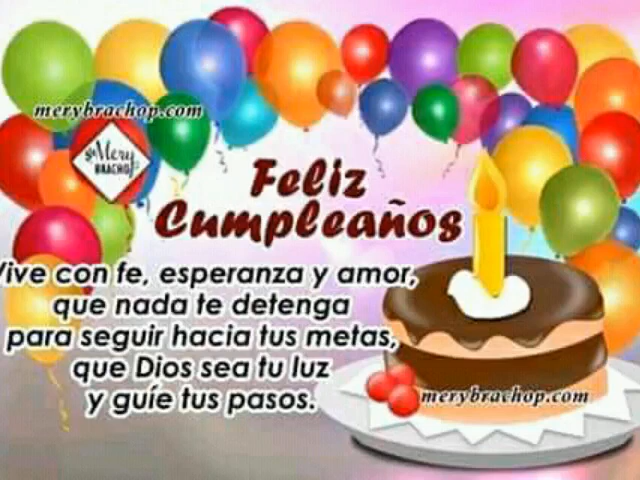 merybrachop.com
Mery
BRACHO
Feliz
Cumpleaños
Vive con fe, esperanza y amor,
que nada te detenga
para seguir hacia tus metas,
que Dios sea tu luz
y guíe tus pasos.
merybrachop.com